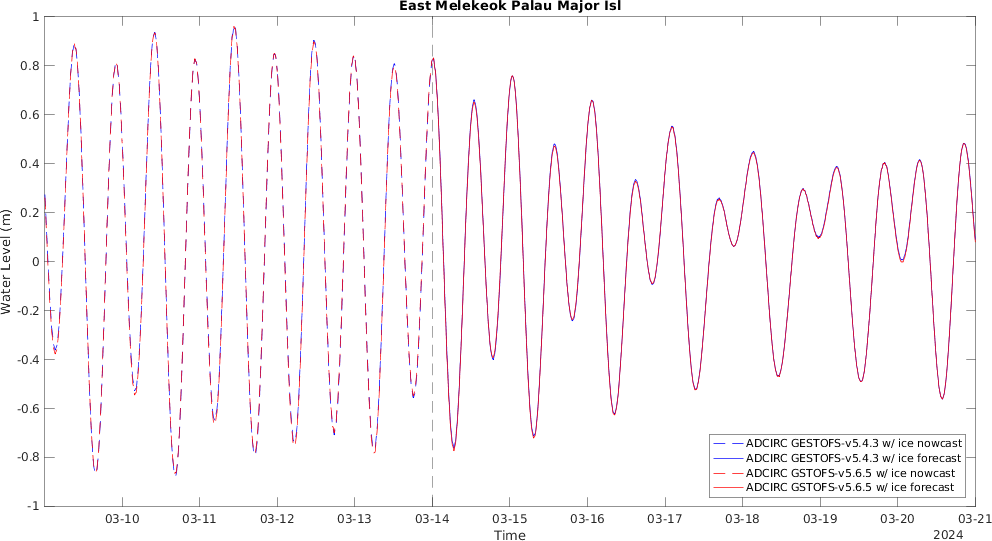 East Melekeok Palau Major Isl
1
0.8
0.6
0.4
0.2
0
-0.2
-0.4
-0.6
-0.8
-1
Water Level (m)
ADCIRC GESTOFS-v5.4.3 w/ ice nowcast
ADCIRC GESTOFS-v5.4.3 w/ ice forecast
ADCIRC GSTOFS-v5.6.5 w/ ice nowcast
ADCIRC GSTOFS-v5.6.5 w/ ice forecast
03-10 03-11 03-12 03-13 03-14 03-15 03-16 03-17 03-18 03-19 03-20 03-21
Time
2024